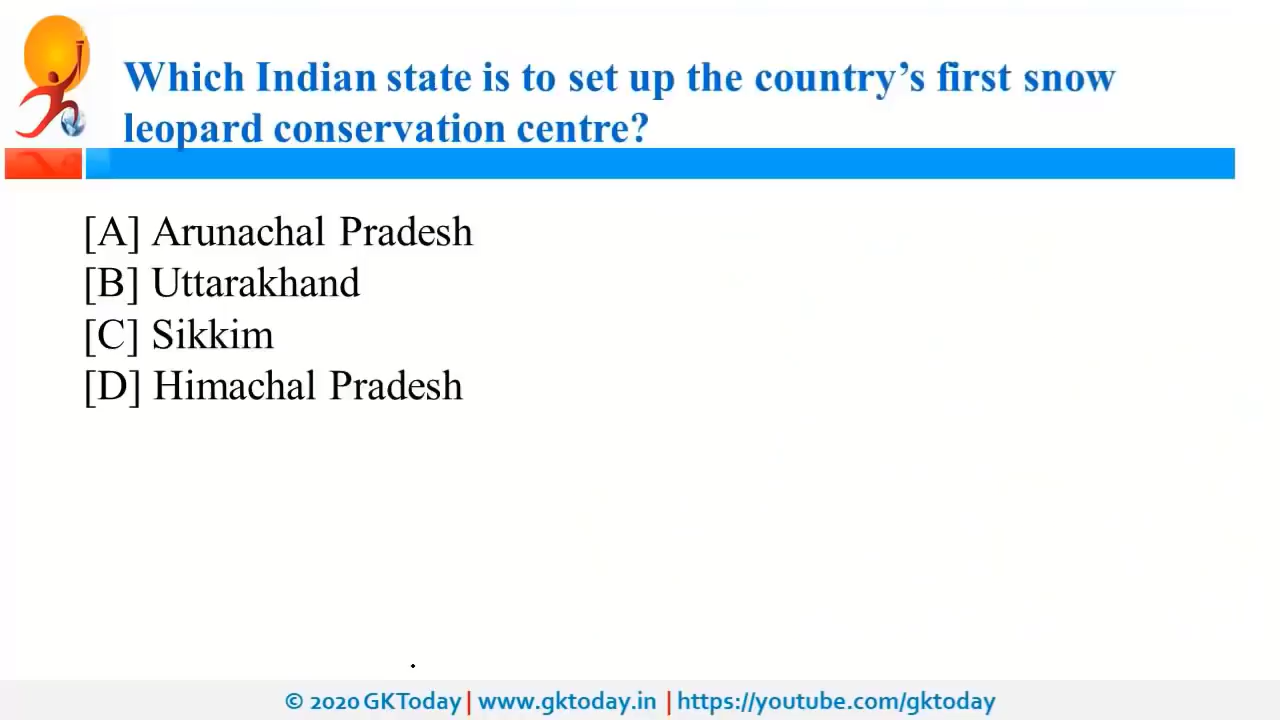 Which Indian state is to set up the country’s first snow
leopard conservation centre?
[A] Arunachal Pradesh
[B] Uttarakhand
[C] Sikkim
[D] Himachal Pradesh
© 2020 GKToday | www.gktoday.in | https://youtube.com/gktoday